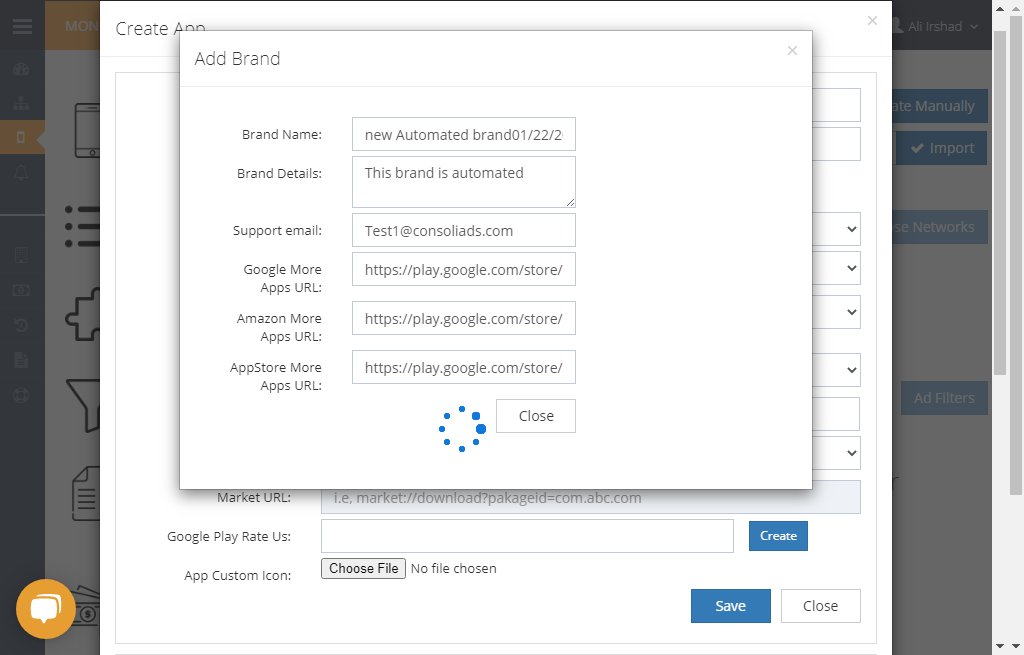 MON
Create App
Ali Irshad
Add Brand
ate Manually
Import
Brand Name:
new Automated brand01/22/2
Brand Details:
This brand is automated
Support email:
Test1@consoliads.com
se Networks
Google More
Apps URL:
https://play.google.com/store/
Amazon More
Apps URL:
https://play.google.com/store/
AppStore More
Apps URL:
https://play.google.com/store/
Ad Filters
Close
Market URL:
i.e, market://download?pakageid=com.abc.com
Google Play Rate Us:
Create
App Custom Icon:
Choose File No file chosen
Save
Close